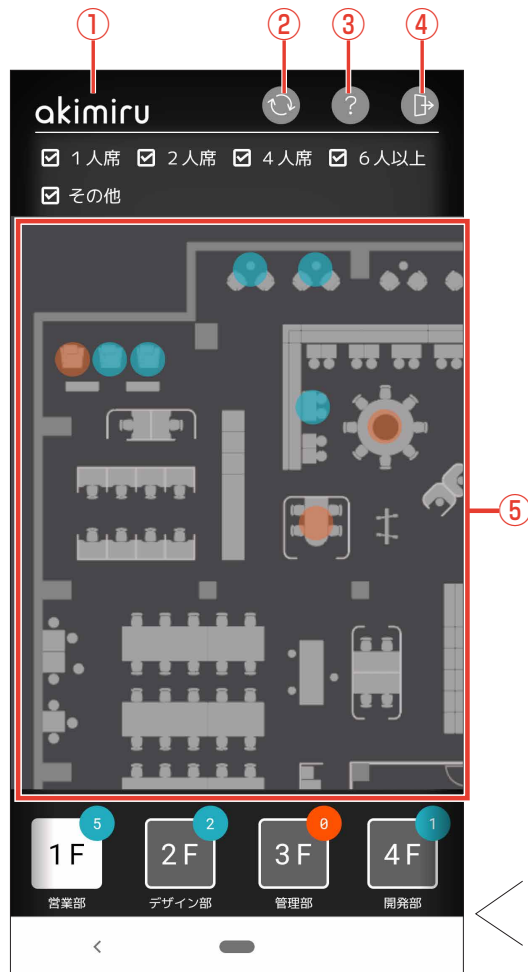 ① ② ③ ④
akimiru
?
1人席 2人席 4人席 6人以上
その他
⑤
5 2 0 1
1F 2F 3F 4F
営業部 デザイン部 管理部 開発部